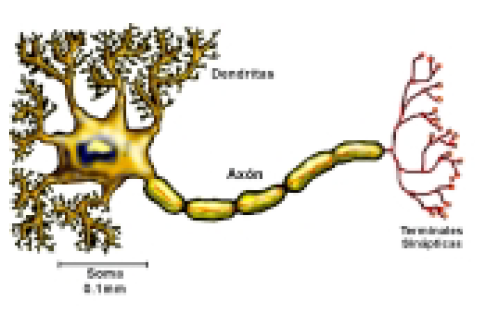 Dendritas
Axón
Terminales
Sinápticas
Soma
0.1mm